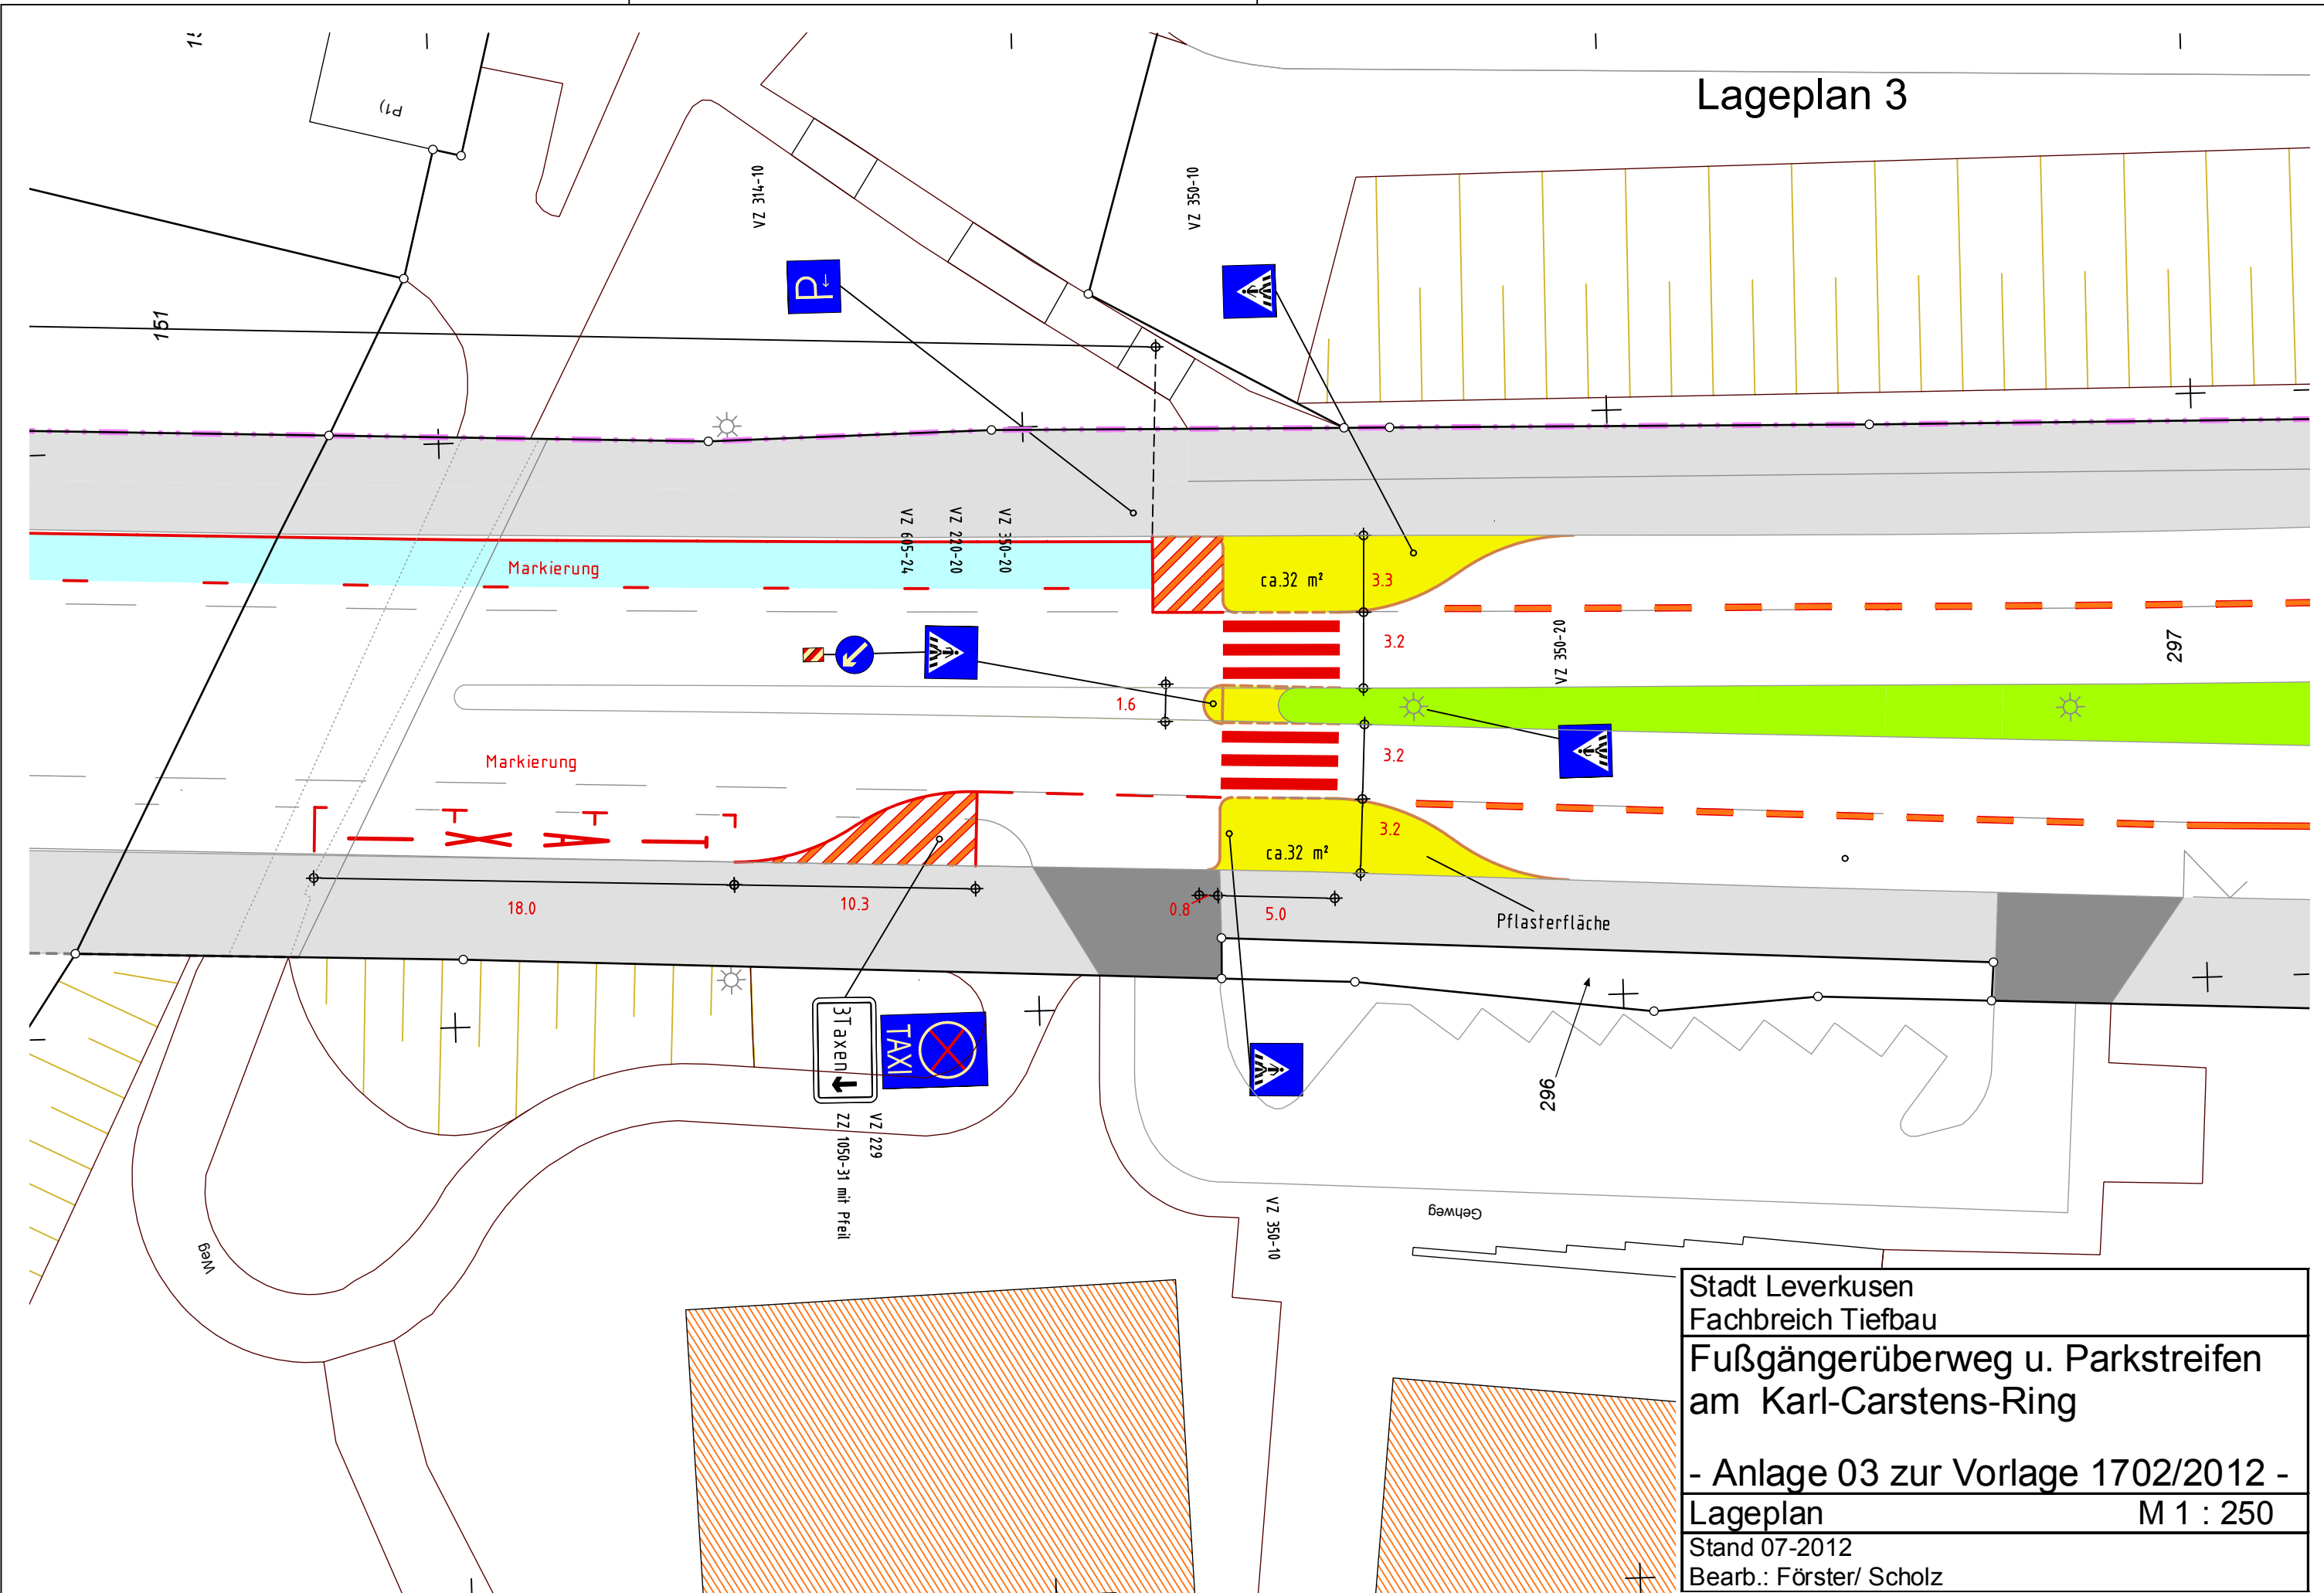 Lageplan 3
P1)
VZ 314-10
VZ 350-10
151
P
VZ 605-24
VZ 220-20
VZ 350-20
Markierung
ca.32 m²
3.3
3.2
VZ 350-20
297
1.6
Markierung
3.2
3.2
TAXI
ca.32 m²
18.0
10.3
0.8
5.0
Pflasterfläche
3Taxen
TAXI
296
VZ 229
ZZ 1050-31 mit Pfeil
VZ 350-10
Gehweg
Weg
Stadt Leverkusen
Fachbreich Tiefbau
Fußgängerüberweg u. Parkstreifen
am Karl-Carstens-Ring
- Anlage 03 zur Vorlage 1702/2012 -
Lageplan M 1 : 250
Stand 07-2012
Bearb.: Förster/ Scholz